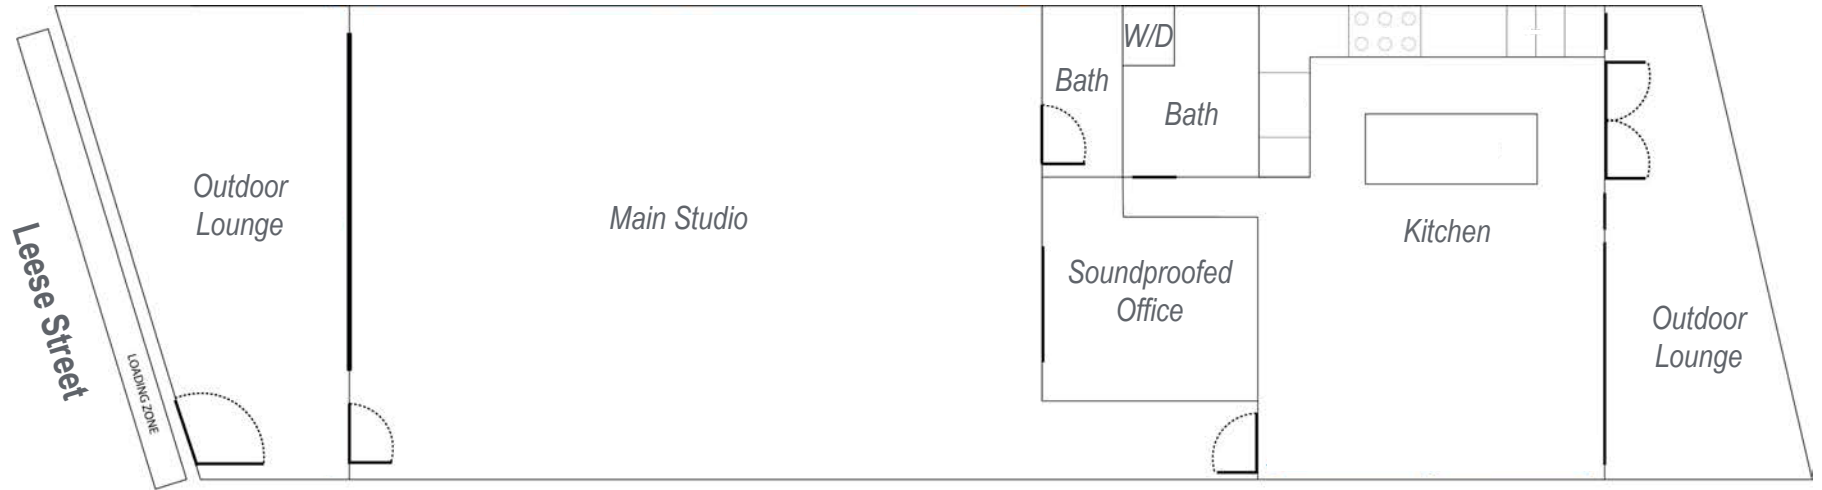 Leese Street
LOADING ZONE
Outdoor
Lounge
Main Studio
Bath
W/D
Bath
Soundproofed
Office
Kitchen
Outdoor
Lounge